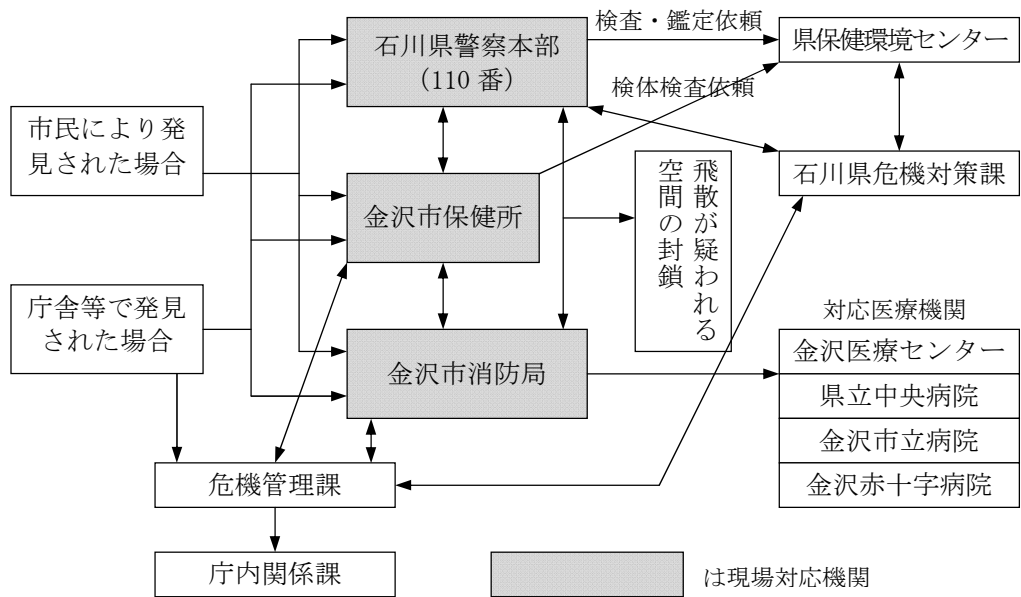 石川県警察本部
(110 番)
検査・鑑定依頼
県保健環境センター
検体検査依頼
市民により発
見された場合
飛散が疑われる
空間の封鎖
石川県危機対策課
金沢市保健所
庁舎等で発見
された場合
対応医療機関
金沢市消防局
金沢医療センター
県立中央病院
金沢市立病院
金沢赤十字病院
危機管理課
庁内関係課
は現場対応機関